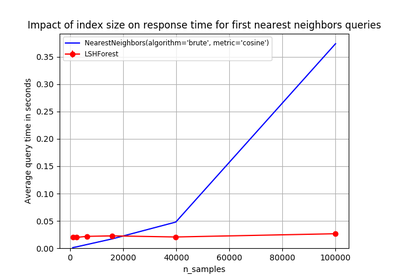 Impact of index size on response time for first nearest neighbors queries
NearestNeighbors(algorithm='brute', metric='cosine')
LSHForest
Average query time in seconds
0.35
0.30
0.25
0.20
0.15
0.10
0.05
0.00
0 20000 40000 60000 80000 100000
n_samples